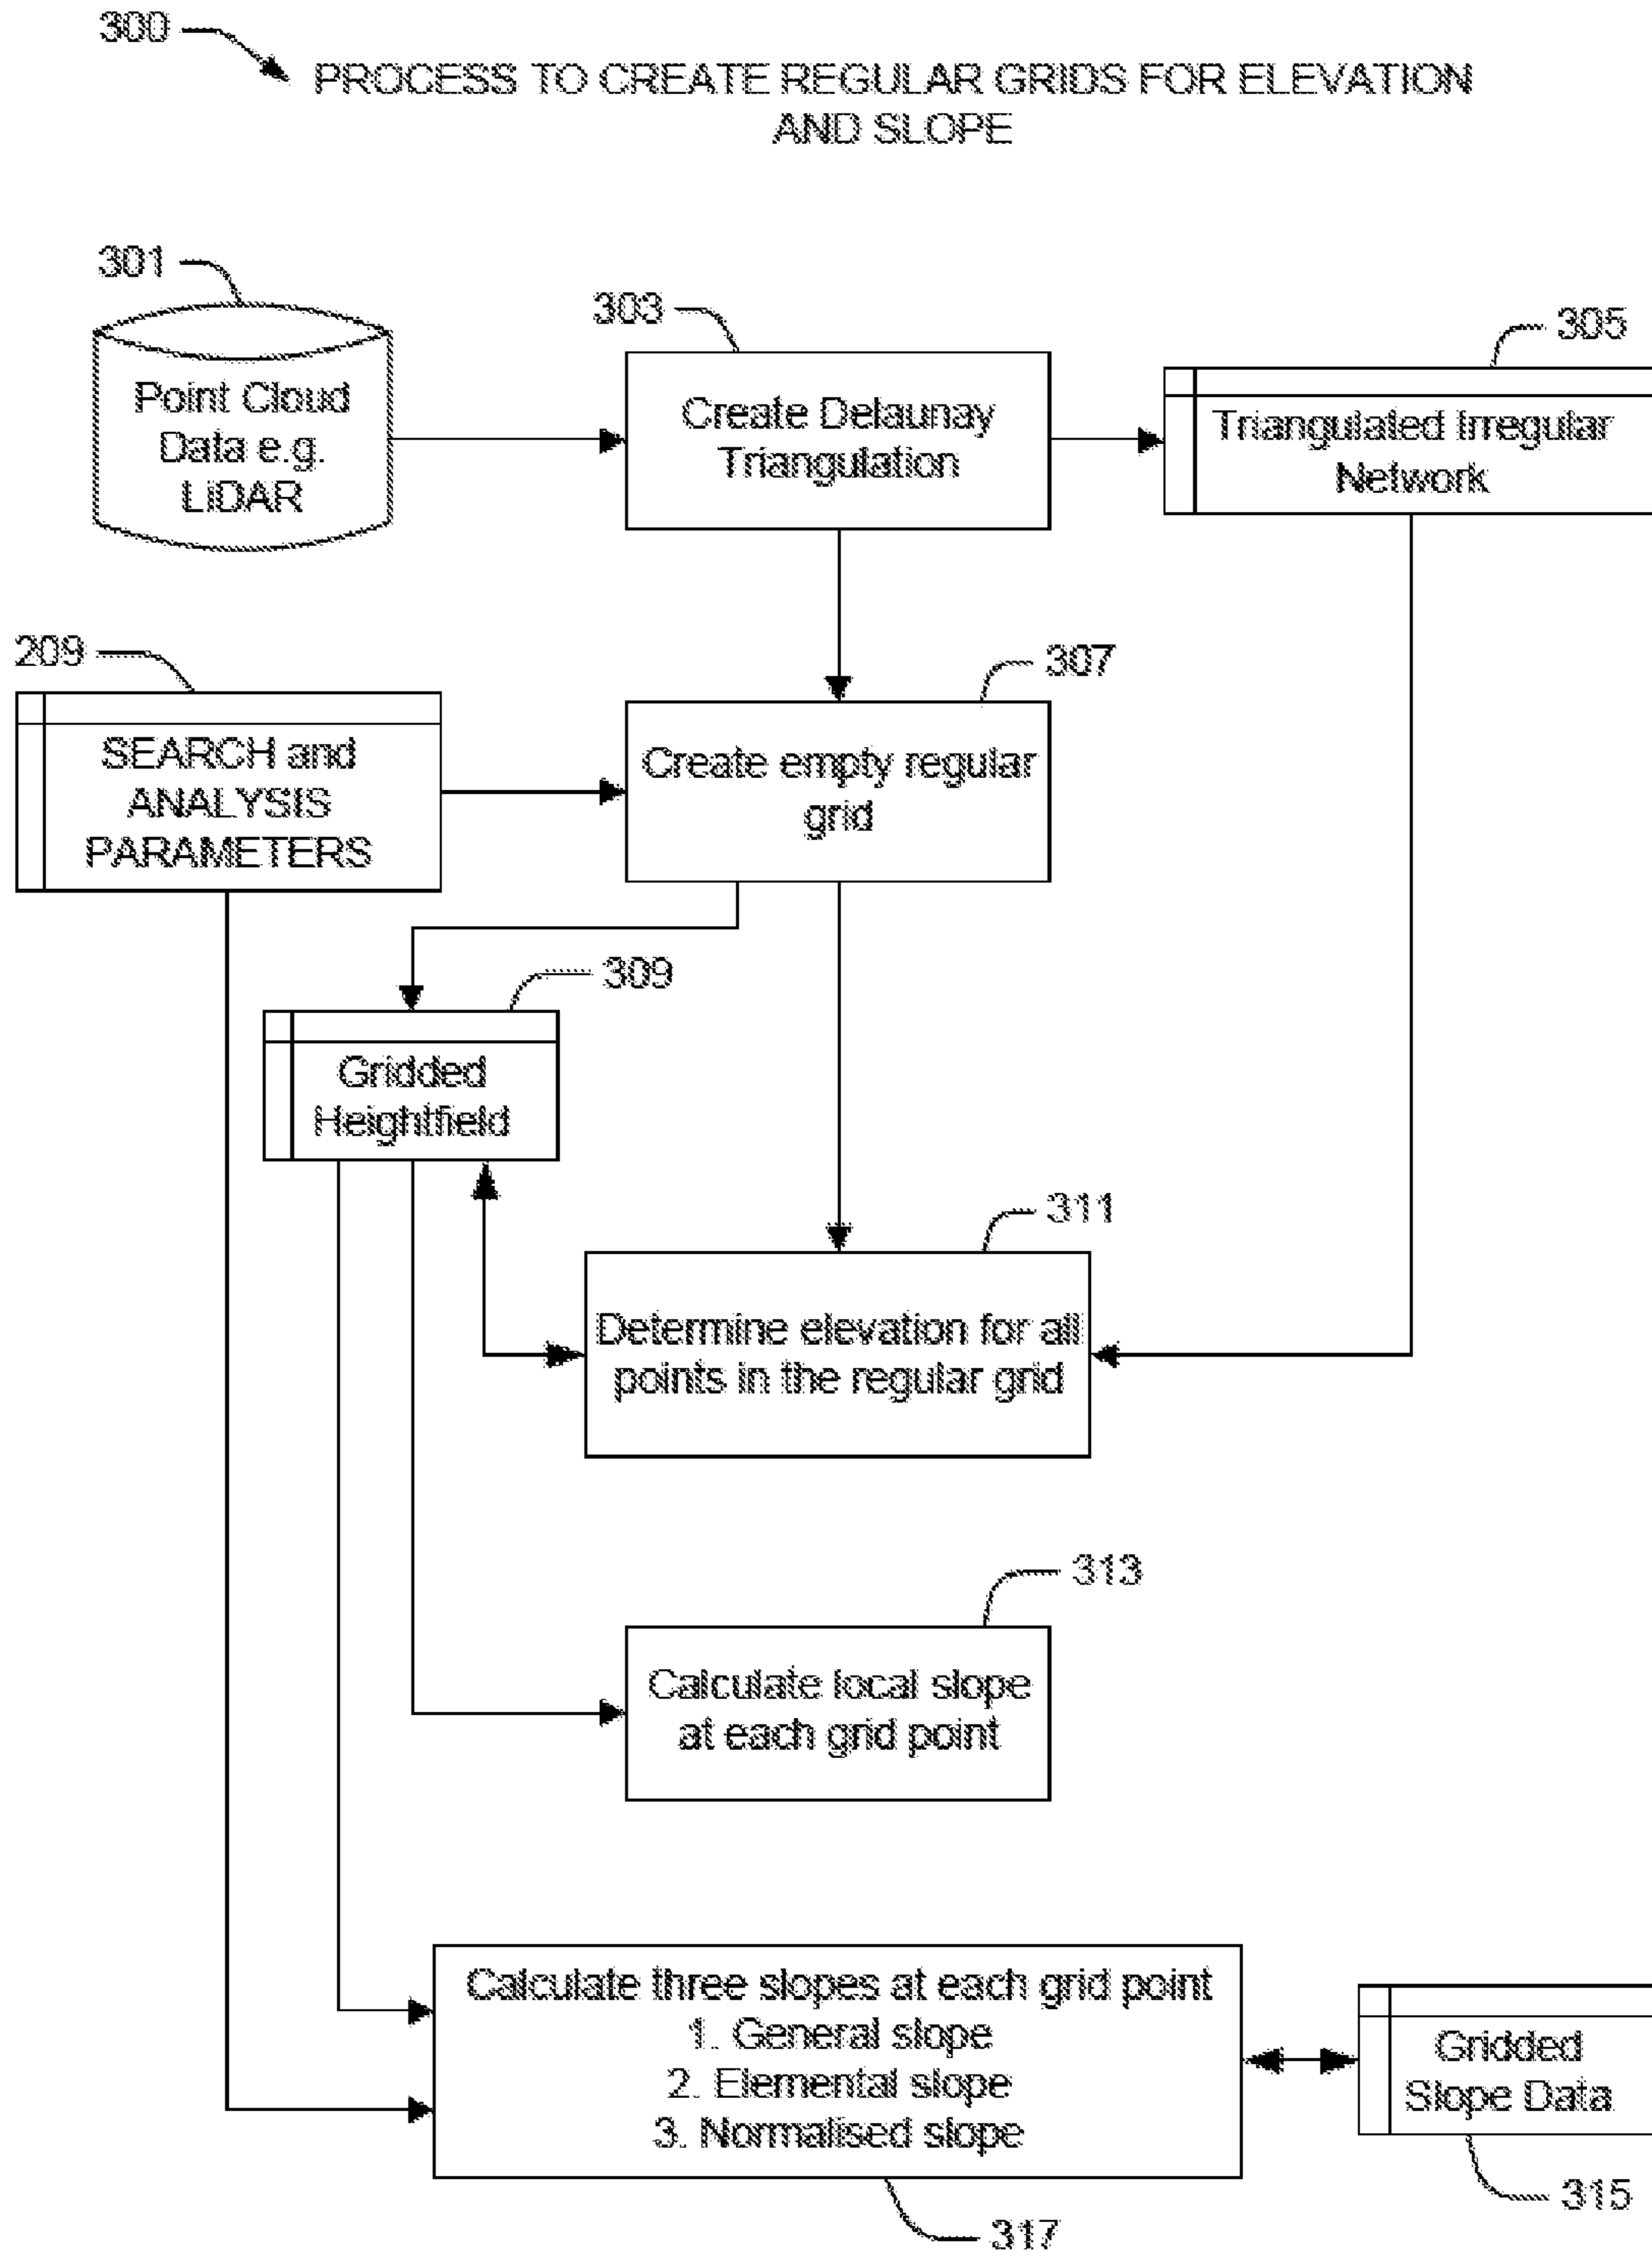 300
PROCESS TO CREATE REGULAR GRIDS FOR ELEVATION
AND SLOPE
301
Point Cloud
Data e.g.
LiDAR
303
Create Delaunay
Triangulation
305
Triangulated Irregular
Network
209
SEARCH and
ANALYSIS
PARAMETERS
307
Create empty regular
grid
309
Gridded
Heightfield
311
Determine elevation for all
points in the regular grid
313
Calculate local slope
at each grid point
Calculate three slopes at each grid point
1. General slope
2. Elemental slope
3. Normalised slope
317
Gridded
Slope Data
315